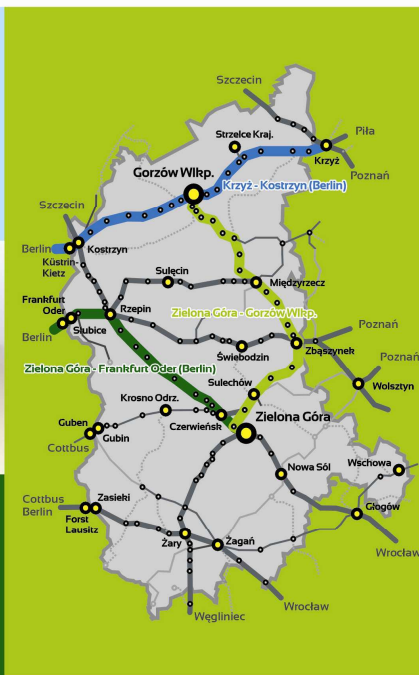 Szczecin
Strzelce Kraj.
Piła
Krzyż
Poznań
Gorzów Wlkp.
Krzyż - Kostrzyn (Berlin)
Szczecin
Berlin
Kostrzyn
Küstrin-
Kietz
Sulęcin
Międzyrzecz
Frankfurt
Oder
Rzepin
Zielona Góra - Gorzów Wlkp.
Słubice
Berlin
Poznań
Świebodzin
Zbąszynek
Zielona Góra - Frankfurt Oder (Berlin)
Poznań
Sulechów
Wolsztyn
Krosno Odrz.
Guben
Gubin
Czerwieńsk
Zielona Góra
Cottbus
Nowa Sól
Wschowa
Cottbus
Berlin
Zasieki
Forst
Lausitz
Głogów
Żary
Żagań
Wrocław
Wrocław
Węgliniec